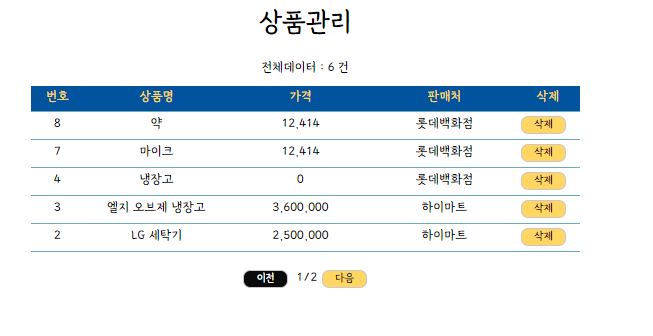 상품관리
전체데이터 : 6 건
번호 상품명 가격 판매처 삭제
8 약 12,414 롯데백화점 삭제
7 마이크 12,414 롯데백화점 삭제
4 냉장고 0 롯데백화점 삭제
3 엘지 오브제 냉장고 3,600,000 하이마트 삭제
2 LG 세탁기 2,500,000 하이마트 삭제
이전 1/2 다음